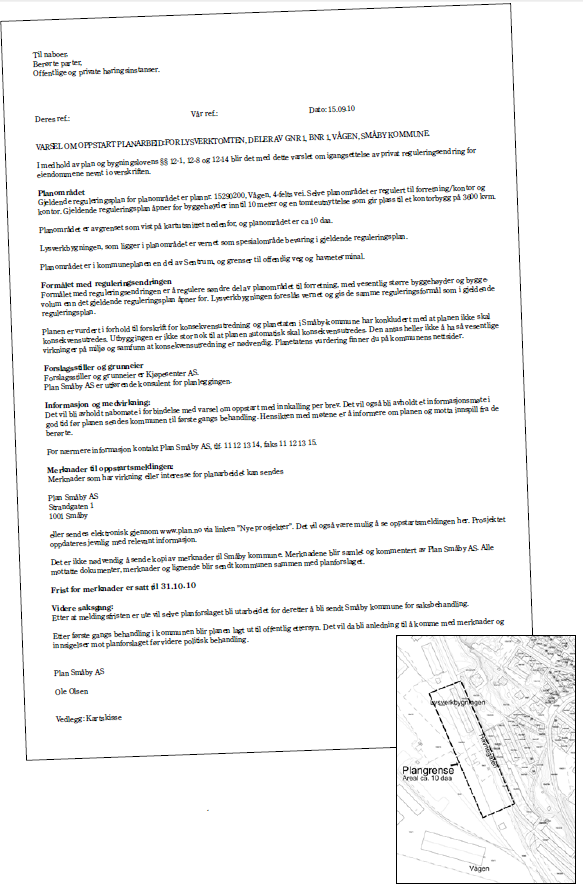 Til naboer,
Berørte parter,
Offentlige og private høringsinstanser.
Deres ref.:
Vår ref.:
Dato: 15.09.10
VARSEL OM OPPSTART PLANARBEID: FOR LYSVERKTOMTEN, DELER AV GNR 1, BNR 1, VÅGEN, SMÅBY KOMMUNE
I medhold av plan og bygningslovens §§ 12-1, 12-8 og 12-14 blir det med dette varslet om igangsettelse av privat reguleringsendring for
eiendommene nevnt i overskriften.
Planområdet
Gjeldende reguleringsplan for planområdet er plan nr. 15290200, Vågen, 4-felts vei. Selve planområdet er regulert til forretning/kontor og
kontor. Gjeldende reguleringsplan åpner for byggehøyder inn til 10 meter og en tomteutnyttelse som gir plass til et kontorbygg på 3600 kvm.
Planområdet er avgrenset som vist på kartutsnittet nedenfor, og planområdet er ca 10 daa.
Lysverkbygningen, som ligger i planområdet er vernet som spesialområde bevaring i gjeldende reguleringsplan.
Planområdet er i kommuneplanen en del av Sentrum, og grenser til offentlig veg og havneterminal.
Formålet med reguleringsendringen
Formålet med reguleringsendringen er å regulere søndre del av planområdet til forretning, med vesentlig større byggehøyder og bygge-
volum enn det gjeldende reguleringsplan åpner for. Lysverkbygningen foreslås vernet og gis de samme reguleringsformål som i gjeldende
reguleringsplan.
Planen er vurdert i forhold til forskrift for konsekvensutredning og planetaten i Småby kommune har konkludert med at planen ikke skal
konsekvensutredes. Utbyggingen er ikke stor nok til at planen automatisk skal konsekvensutredes. Den antas heller ikke å ha så vesentlige
virkninger på miljø og samfunn at konsekvensutredning er nødvendig. Planetatens vurdering finner du på kommunens nettsider.
Forslagsstiller og grunneier
Forslagsstiller og grunneier er Kjøpesenter AS.
Plan Småby AS er utførende konsulent for planleggingen.
Informasjon og medvirkning:
Det vil bli avholdt nabomøte i forbindelse med varsel om oppstart med innkalling per brev. Det vil også bli avholdt et informasjonsmøte i
god tid før planen sendes kommunen til første gangs behandling. Hensikten med møtene er å informere om planen og motta innspill fra de
berørte.
For nærmere informasjon kontakt Plan Småby AS, tlf. 11 12 13 14, faks 11 12 13 15.
Merknader til oppstartsmeldingen:
Merknader som har virkning eller interesse for planarbeidet kan sendes
Plan Småby AS
Strandgaten 1
1001 Småby
eller sendes elektronisk gjennom www.plan.no via linken "Nye prosjekter". Det vil også være mulig å se oppstartsmeldingen her. Prosjektet
oppdateres jevnlig med relevant informasjon.
Det er ikke nødvendig å sende kopi av merknader til Småby kommune. Merknadene blir samlet og kommentert av Plan Småby AS. Alle
mottatte dokumenter, merknader og lignende blir sendt kommunen sammen med planforslaget.
Frist for merknader er satt til 31.10.10
Videre saksgang:
Etter at meldingsfristen er ute vil selve planforslaget bli utarbeidet for deretter å bli sendt Småby kommune for saksbehandling.
Etter første gangs behandling i kommunen blir planen lagt ut til offentlig ettersyn. Det vil da bli anledning til å komme med merknader og
innsigelser mot planforslaget før videre politisk behandling.
Plan Småby AS
Ole Olsen
Vedlegg: Kartskisse
Lysverkbygningen
Plangrense
Areal ca. 10 daa
Vågen